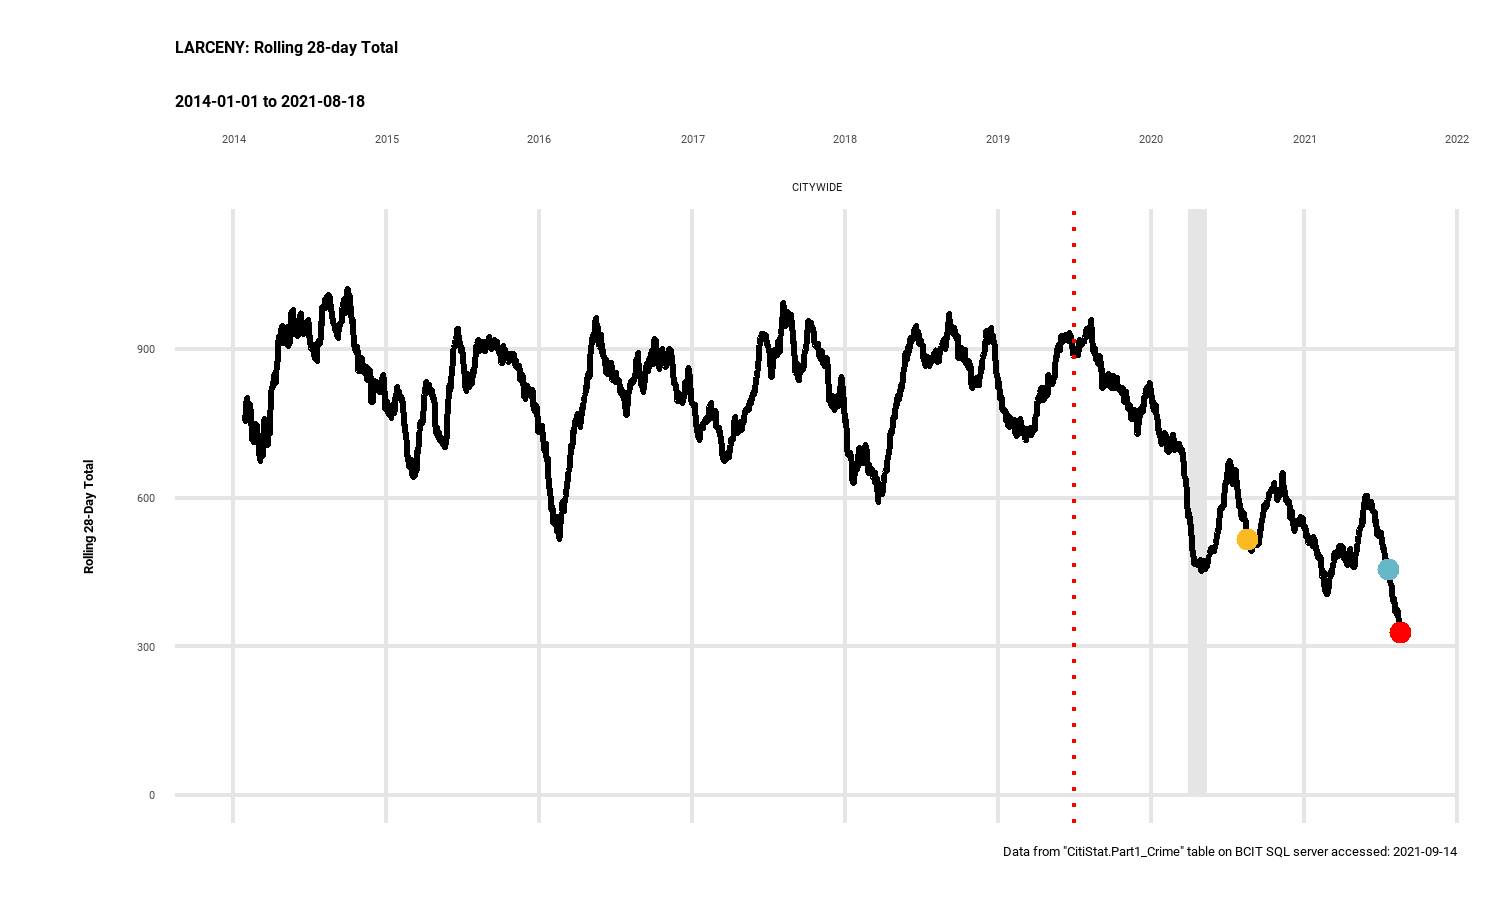 LARCENY: Rolling 28-day Total
2014-01-01 to 2021-08-18
2014 2015 2016 2017 2018 2019 2020 2021 2022
CITYWIDE
Rolling 28-Day Total
900
600
300
0
Data from "CitiStat.Part1_Crime" table on BCIT SQL server accessed: 2021-09-14